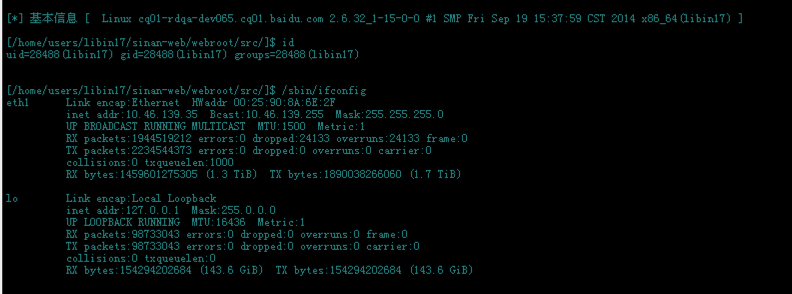 [*] 基本信息 [ Linux cq01-rdqa-dev065.cq01.baidu.com 2.6.32_1-15-0-0 #1 SMP Fri Sep 19 15:37:59 CST 2014 x86_64(libin17) ]
[/home/users/libin17/sinan-web/webroot/src/]$ id
uid=28488(libin17) gid=28488(libin17) groups=28488(libin17)
[/home/users/libin17/sinan-web/webroot/src/]$ /sbin/ifconfig
eth1 Link encap:Ethernet HWaddr 00:25:90:8A:6E:2F
inet addr:10.46.139.35 Bcast:10.46.139.255 Mask:255.255.255.0
UP BROADCAST RUNNING MULTICAST MTU:1500 Metric:1
RX packets:1944519212 errors:0 dropped:24133 overruns:24133 frame:0
TX packets:2234544373 errors:0 dropped:0 overruns:0 carrier:0
collisions:0 txqueuelen:1000
RX bytes:1459601275305 (1.3 TiB) TX bytes:1890038266060 (1.7 TiB)
lo Link encap:Local Loopback
inet addr:127.0.0.1 Mask:255.0.0.0
UP LOOPBACK RUNNING MTU:16436 Metric:1
RX packets:98733043 errors:0 dropped:0 overruns:0 frame:0
TX packets:98733043 errors:0 dropped:0 overruns:0 carrier:0
collisions:0 txqueuelen:0
RX bytes:154294202684 (143.6 GiB) TX bytes:154294202684 (143.6 GiB)